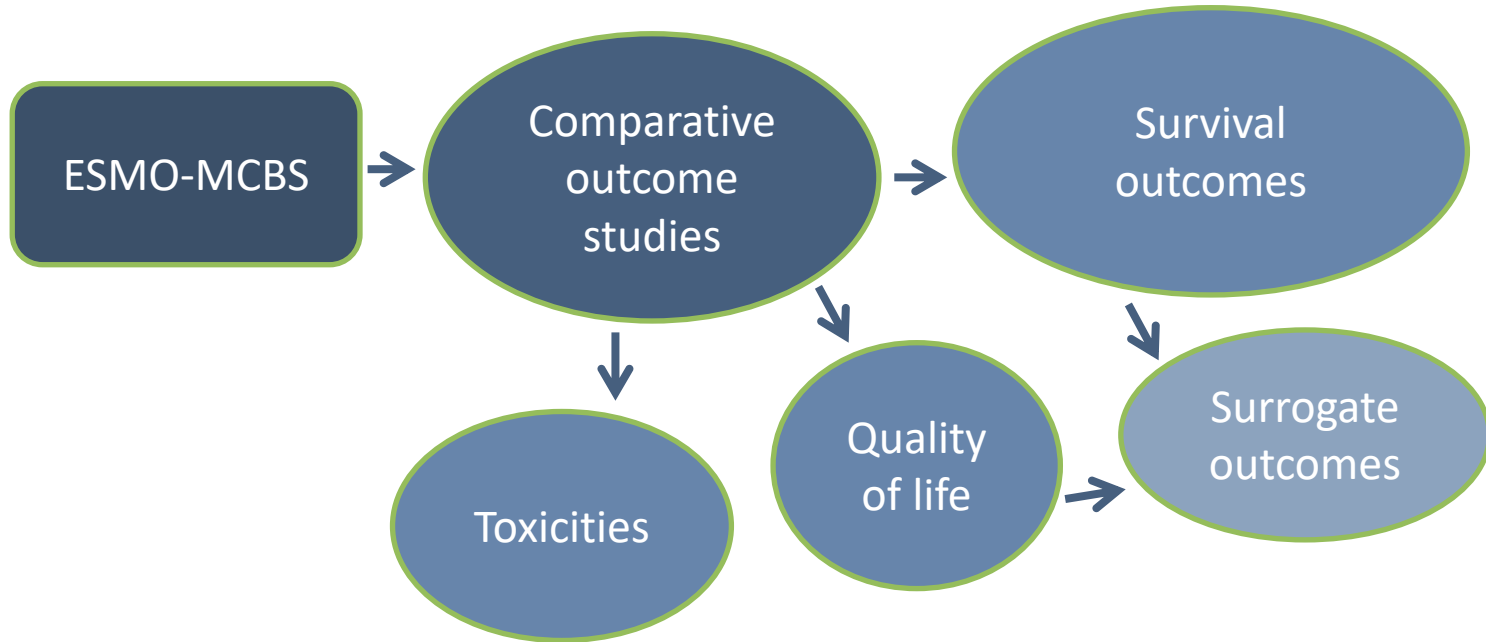 ESMO-MCBS
Comparative
outcome
studies
Survival
outcomes
Toxicities
Quality
of life
Surrogate
outcomes